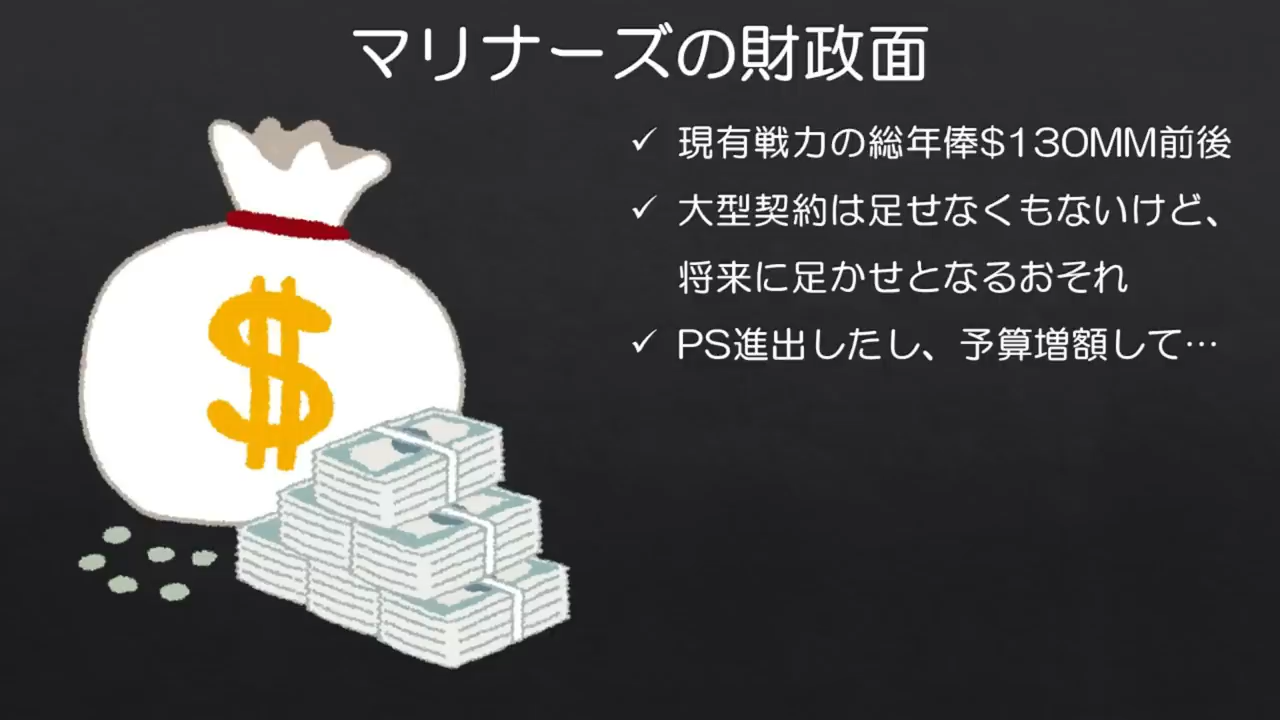 マリナーズの財政面
✓ 現有戦力の総年俸$130MM前後
✓ 大型契約は足せなくもないけど、
将来に足かせとなるおそれ
✓ PS進出したし、予算増額して…
$